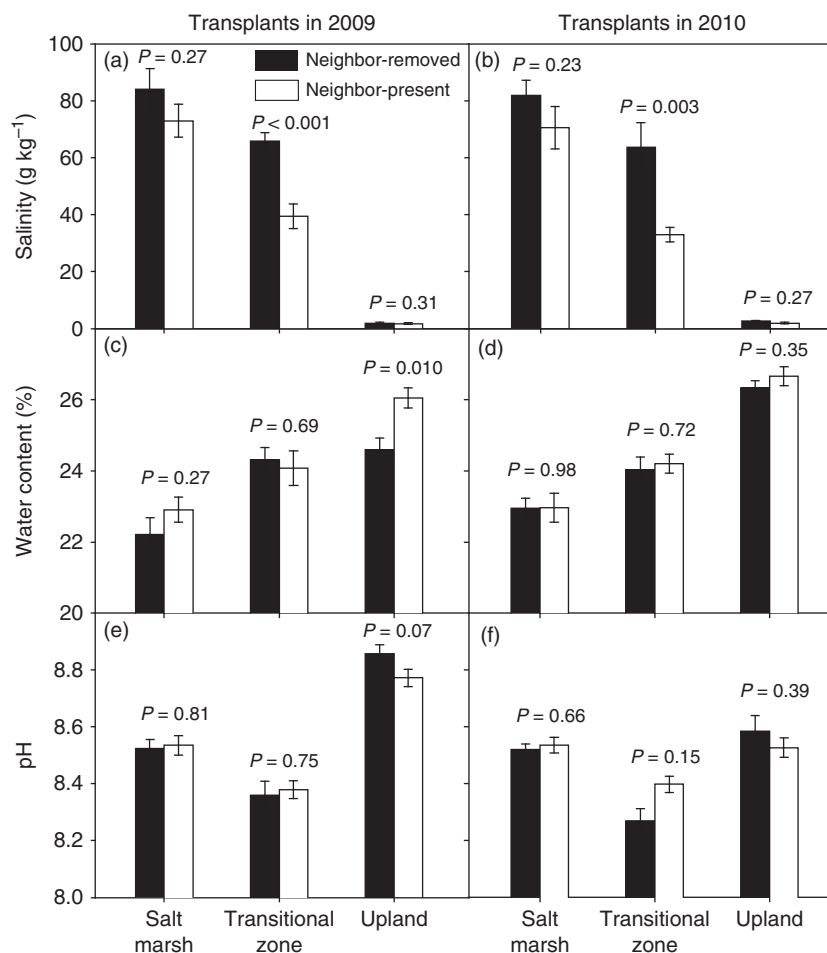 Transplants in 2009 Transplants in 2010
(a) P = 0.27 P < 0.001 P = 0.31
Neighbor-removed
Neighbor-present
(b) P = 0.23 P = 0.003 P = 0.27
Salinity (g kg⁻¹)
100
80
60
40
20
0
(c) P = 0.27 P = 0.69 P = 0.010
(d) P = 0.98 P = 0.72 P = 0.35
Water content (%)
26
24
22
20
(e) P = 0.81 P = 0.75 P = 0.07
(f) P = 0.66 P = 0.15 P = 0.39
pH
8.8
8.6
8.4
8.2
8.0
Salt marsh
Transitional zone
Upland
Salt marsh
Transitional zone
Upland